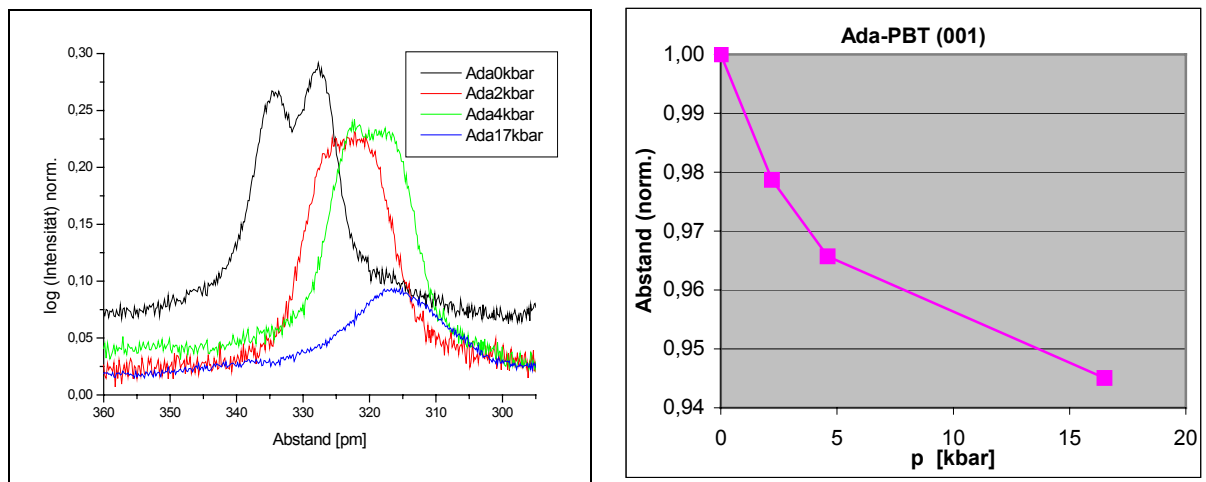 log (Intensität) norm.
0,30
0,25
0,20
0,15
0,10
0,05
0,00
360 350 340 330 320 310 300
Abstand [pm]
Ada0kbar
Ada2kbar
Ada4kbar
Ada17kbar
Ada-PBT (001)
Abstand (norm.)
1,00
0,99
0,98
0,97
0,96
0,95
0,94
0 5 10 15 20
p [kbar]